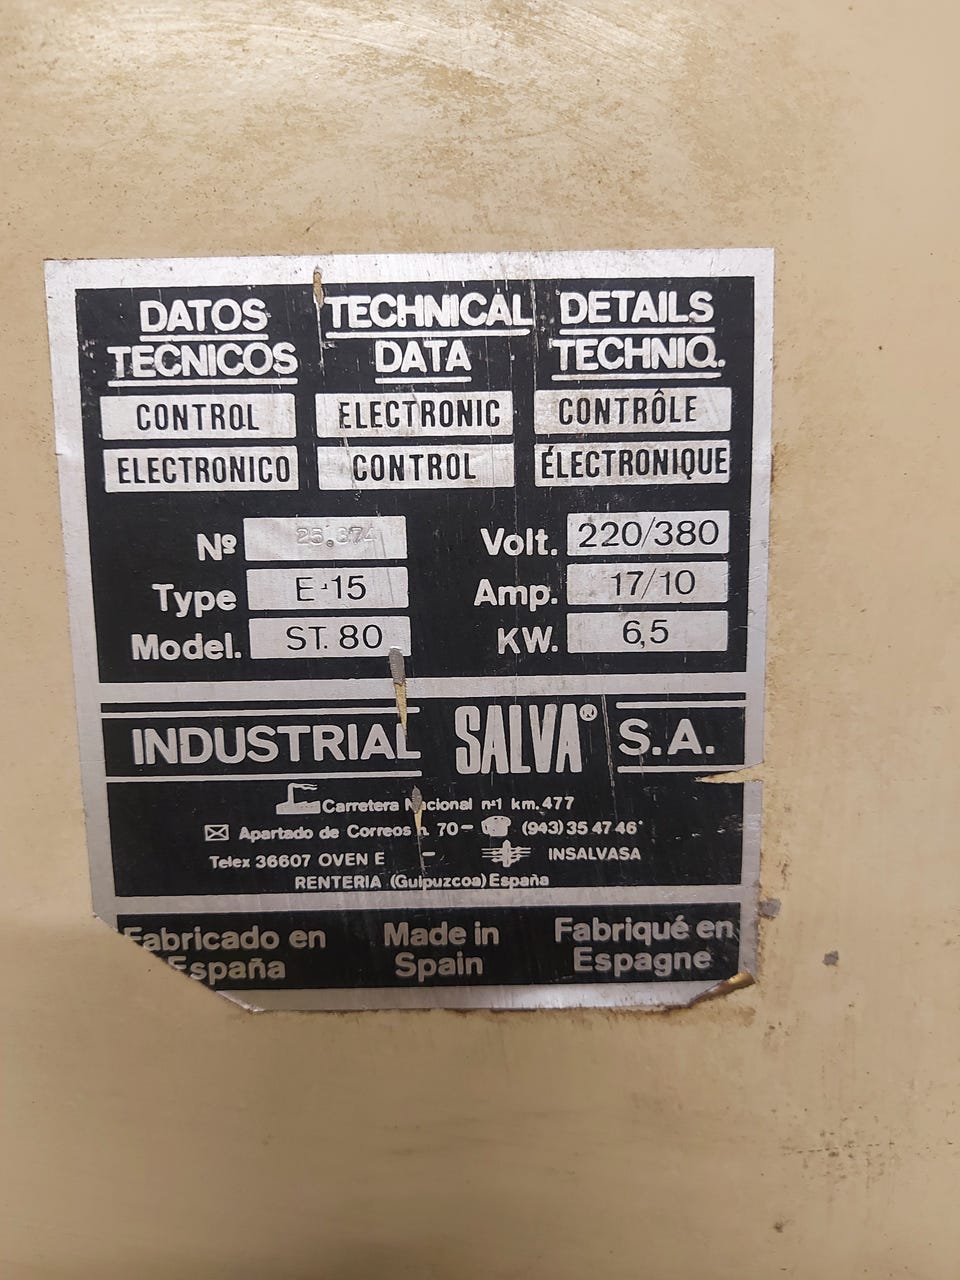 DATOS TECNICOS
TECHNICAL DATA
DETAILS TECHNIQ.
CONTROL ELECTRONICO
ELECTRONIC CONTROL
CONTRÔLE ÉLECTRONIQUE
Nº
Type E-15
Model. ST. 80
Volt. 220/380
Amp. 17/10
KW. 6,5
INDUSTRIAL SALVA® S.A.
Carretera Nacional nº1 km. 477
Apartado de Correos n. 70 - (943) 35 47 46*
Telex 36607 OVEN E - INSALVASA
RENTERIA (Guipuzcoa) España
Fabricado en España
Made in Spain
Fabriqué en Espagne